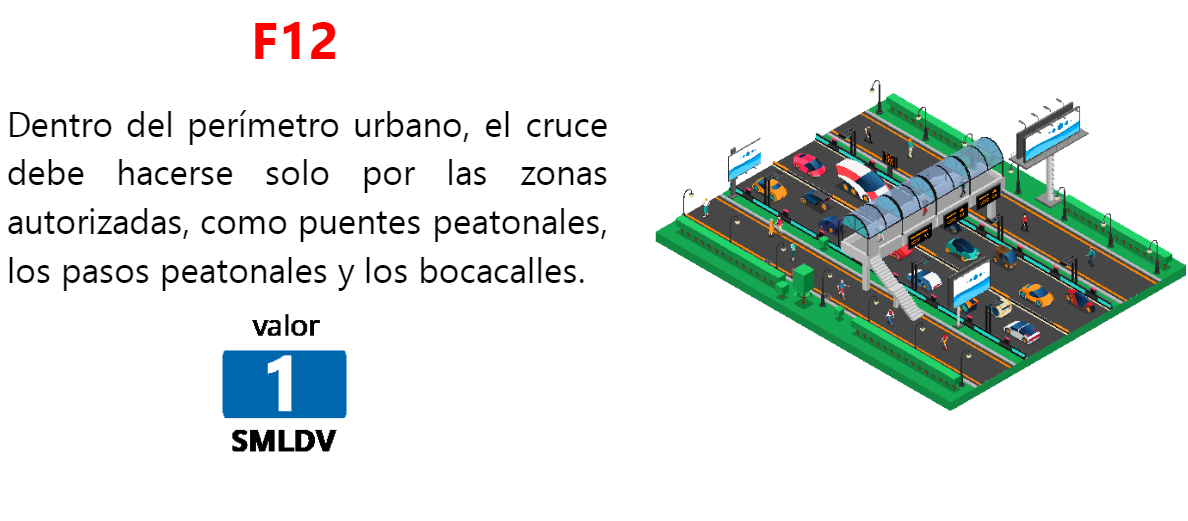 F12
Dentro del perímetro urbano, el cruce
debe hacerse solo por las zonas
autorizadas, como puentes peatonales,
los pasos peatonales y los bocacalles.
valor
1
SMLDV